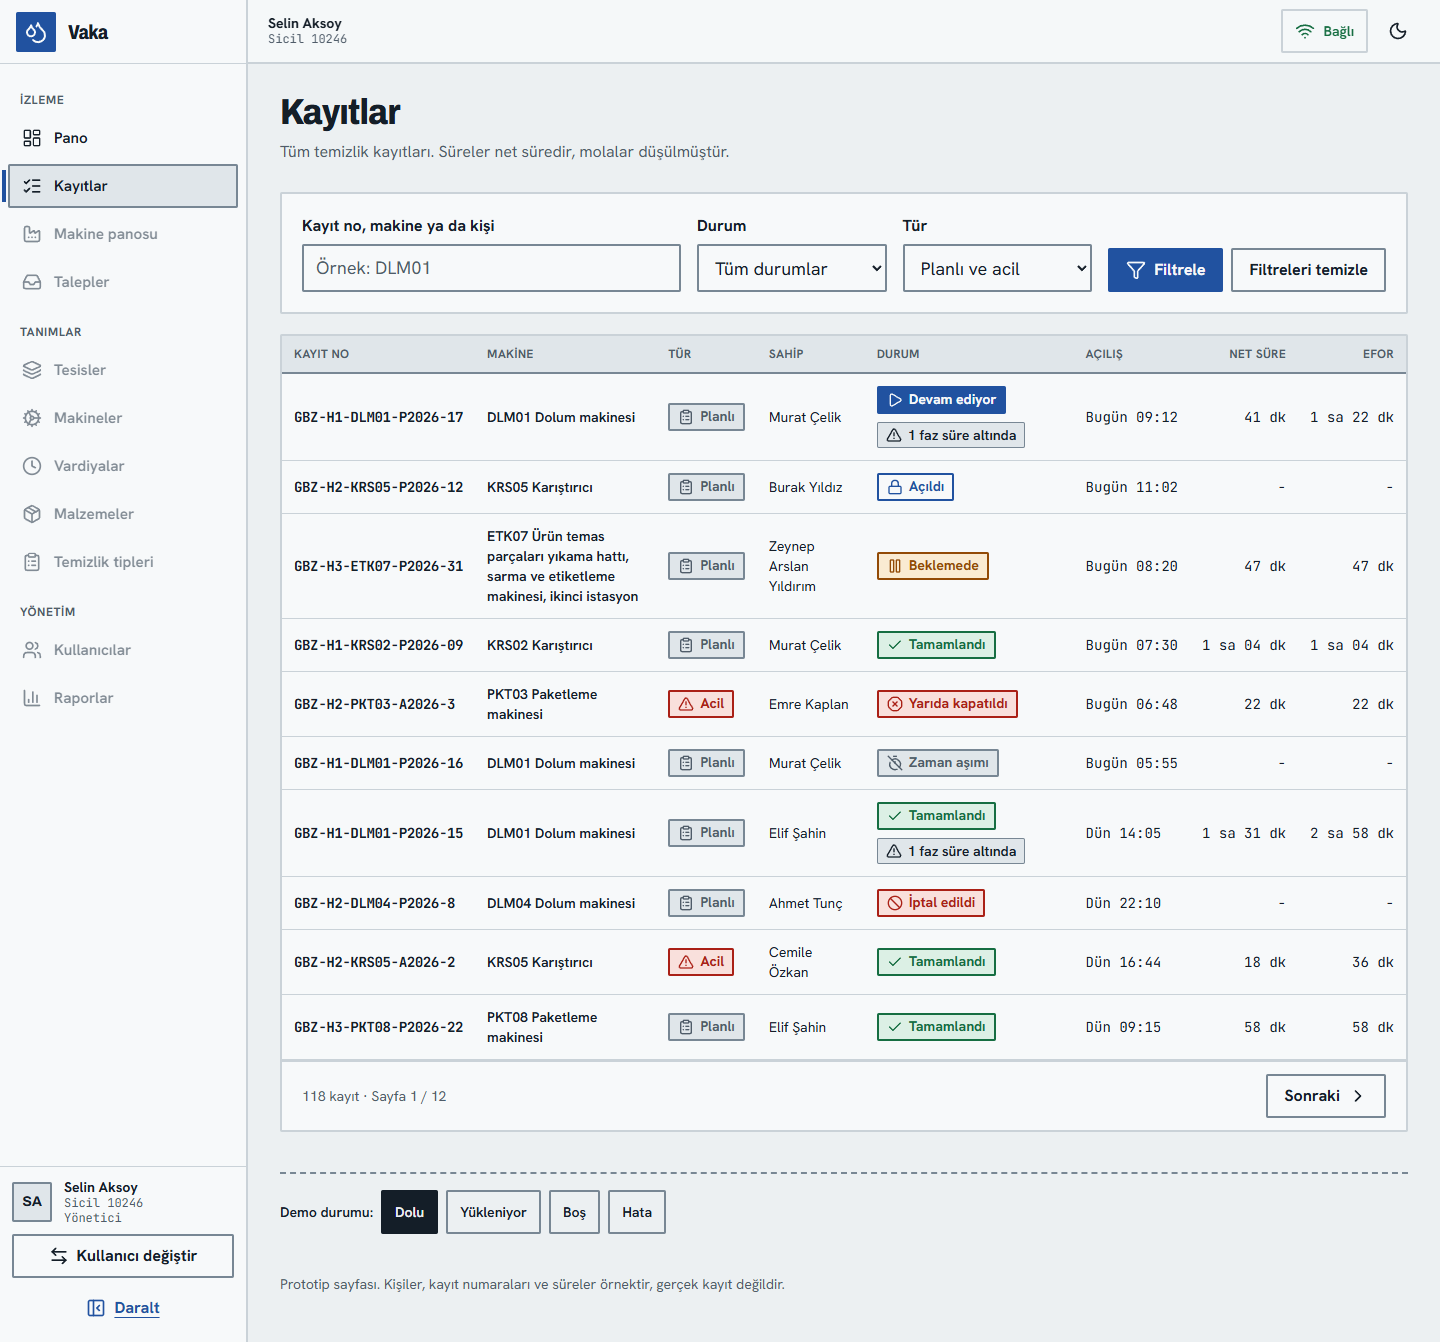 Vaka
Selin Aksoy
Sicil 10246
Bağlı
İZLEME
Pano
Kayıtlar
Makine panosu
Talepler
TANIMLAR
Tesisler
Makineler
Vardiyalar
Malzemeler
Temizlik tipleri
YÖNETİM
Kullanıcılar
Raporlar
SA
Selin Aksoy
Sicil 10246
Yönetici
Kullanıcı değiştir
Daralt
Kayıtlar
Tüm temizlik kayıtları. Süreler net süredir, molalar düşülmüştür.
Kayıt no, makine ya da kişi
Durum
Tür
Örnek: DLM01
Tüm durumlar
Planlı ve acil
Filtrele
Filtreleri temizle
KAYIT NO MAKİNE TÜR SAHİP DURUM AÇILIŞ NET SÜRE EFOR
GBZ-H1-DLM01-P2026-17 DLM01 Dolum makinesi Planlı Murat Çelik Devam ediyor Bugün 09:12 41 dk 1 sa 22 dk
1 faz süre altında
GBZ-H2-KRS05-P2026-12 KRS05 Karıştırıcı Planlı Burak Yıldız Açıldı Bugün 11:02 - -
GBZ-H3-ETK07-P2026-31
ETK07 Ürün temas
parçaları yıkama hattı,
sarma ve etiketleme
makinesi, ikinci istasyon
Planlı
Zeynep
Arslan
Yıldırım
Beklemede Bugün 08:20 47 dk 47 dk
GBZ-H1-KRS02-P2026-09 KRS02 Karıştırıcı Planlı Murat Çelik Tamamlandı Bugün 07:30 1 sa 04 dk 1 sa 04 dk
GBZ-H2-PKT03-A2026-3
PKT03 Paketleme
makinesi
Acil Emre Kaplan Yarıda kapatıldı Bugün 06:48 22 dk 22 dk
GBZ-H1-DLM01-P2026-16 DLM01 Dolum makinesi Planlı Murat Çelik Zaman aşımı Bugün 05:55 - -
GBZ-H1-DLM01-P2026-15 DLM01 Dolum makinesi Planlı Elif Şahin Tamamlandı Dün 14:05 1 sa 31 dk 2 sa 58 dk
1 faz süre altında
GBZ-H2-DLM04-P2026-8 DLM04 Dolum makinesi Planlı Ahmet Tunç İptal edildi Dün 22:10 - -
GBZ-H2-KRS05-A2026-2 KRS05 Karıştırıcı Acil
Cemile
Özkan
Tamamlandı Dün 16:44 18 dk 36 dk
GBZ-H3-PKT08-P2026-22
PKT08 Paketleme
makinesi
Planlı Elif Şahin Tamamlandı Dün 09:15 58 dk 58 dk
118 kayıt · Sayfa 1 / 12
Sonraki
Demo durumu: Dolu Yükleniyor Boş Hata
Prototip sayfası. Kişiler, kayıt numaraları ve süreler örnektir, gerçek kayıt değildir.